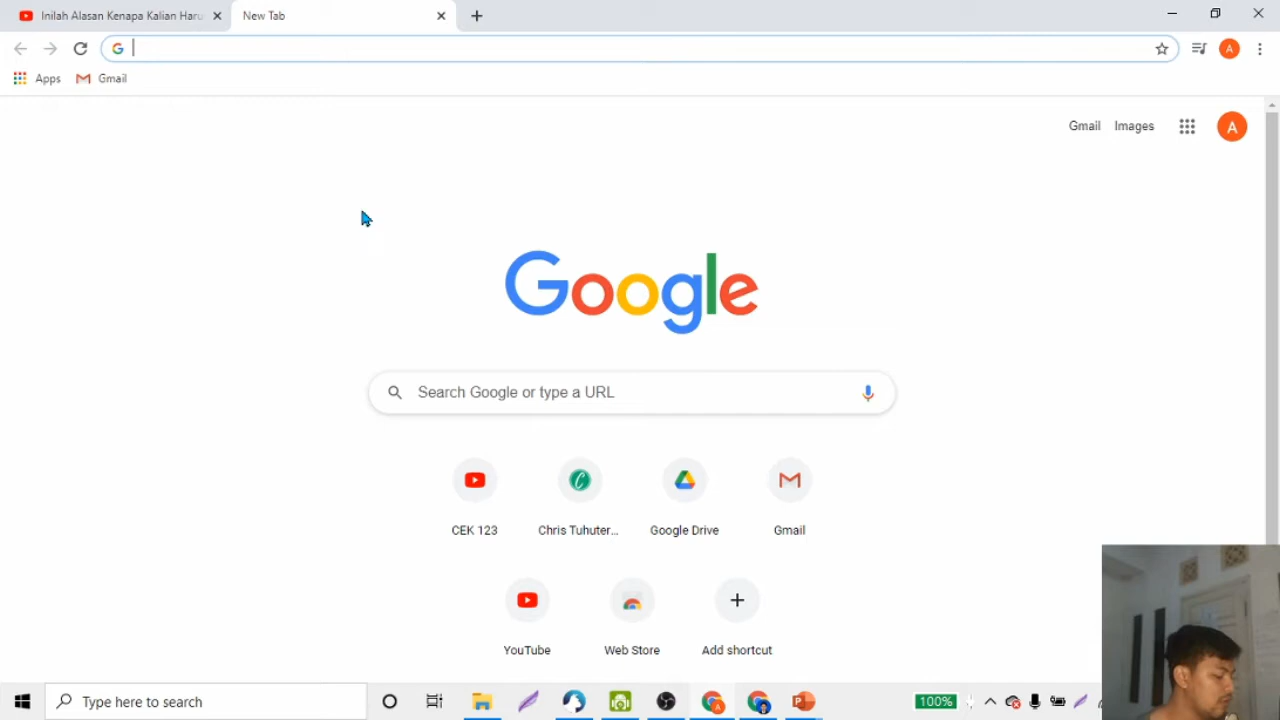 Inilah Alasan Kenapa Kalian Haru
New Tab
Apps
Gmail
Gmail
Images
A
A
Google
Search Google or type a URL
CEK 123
Chris Tuhuter...
Google Drive
Gmail
YouTube
Web Store
Add shortcut
Type here to search
100%